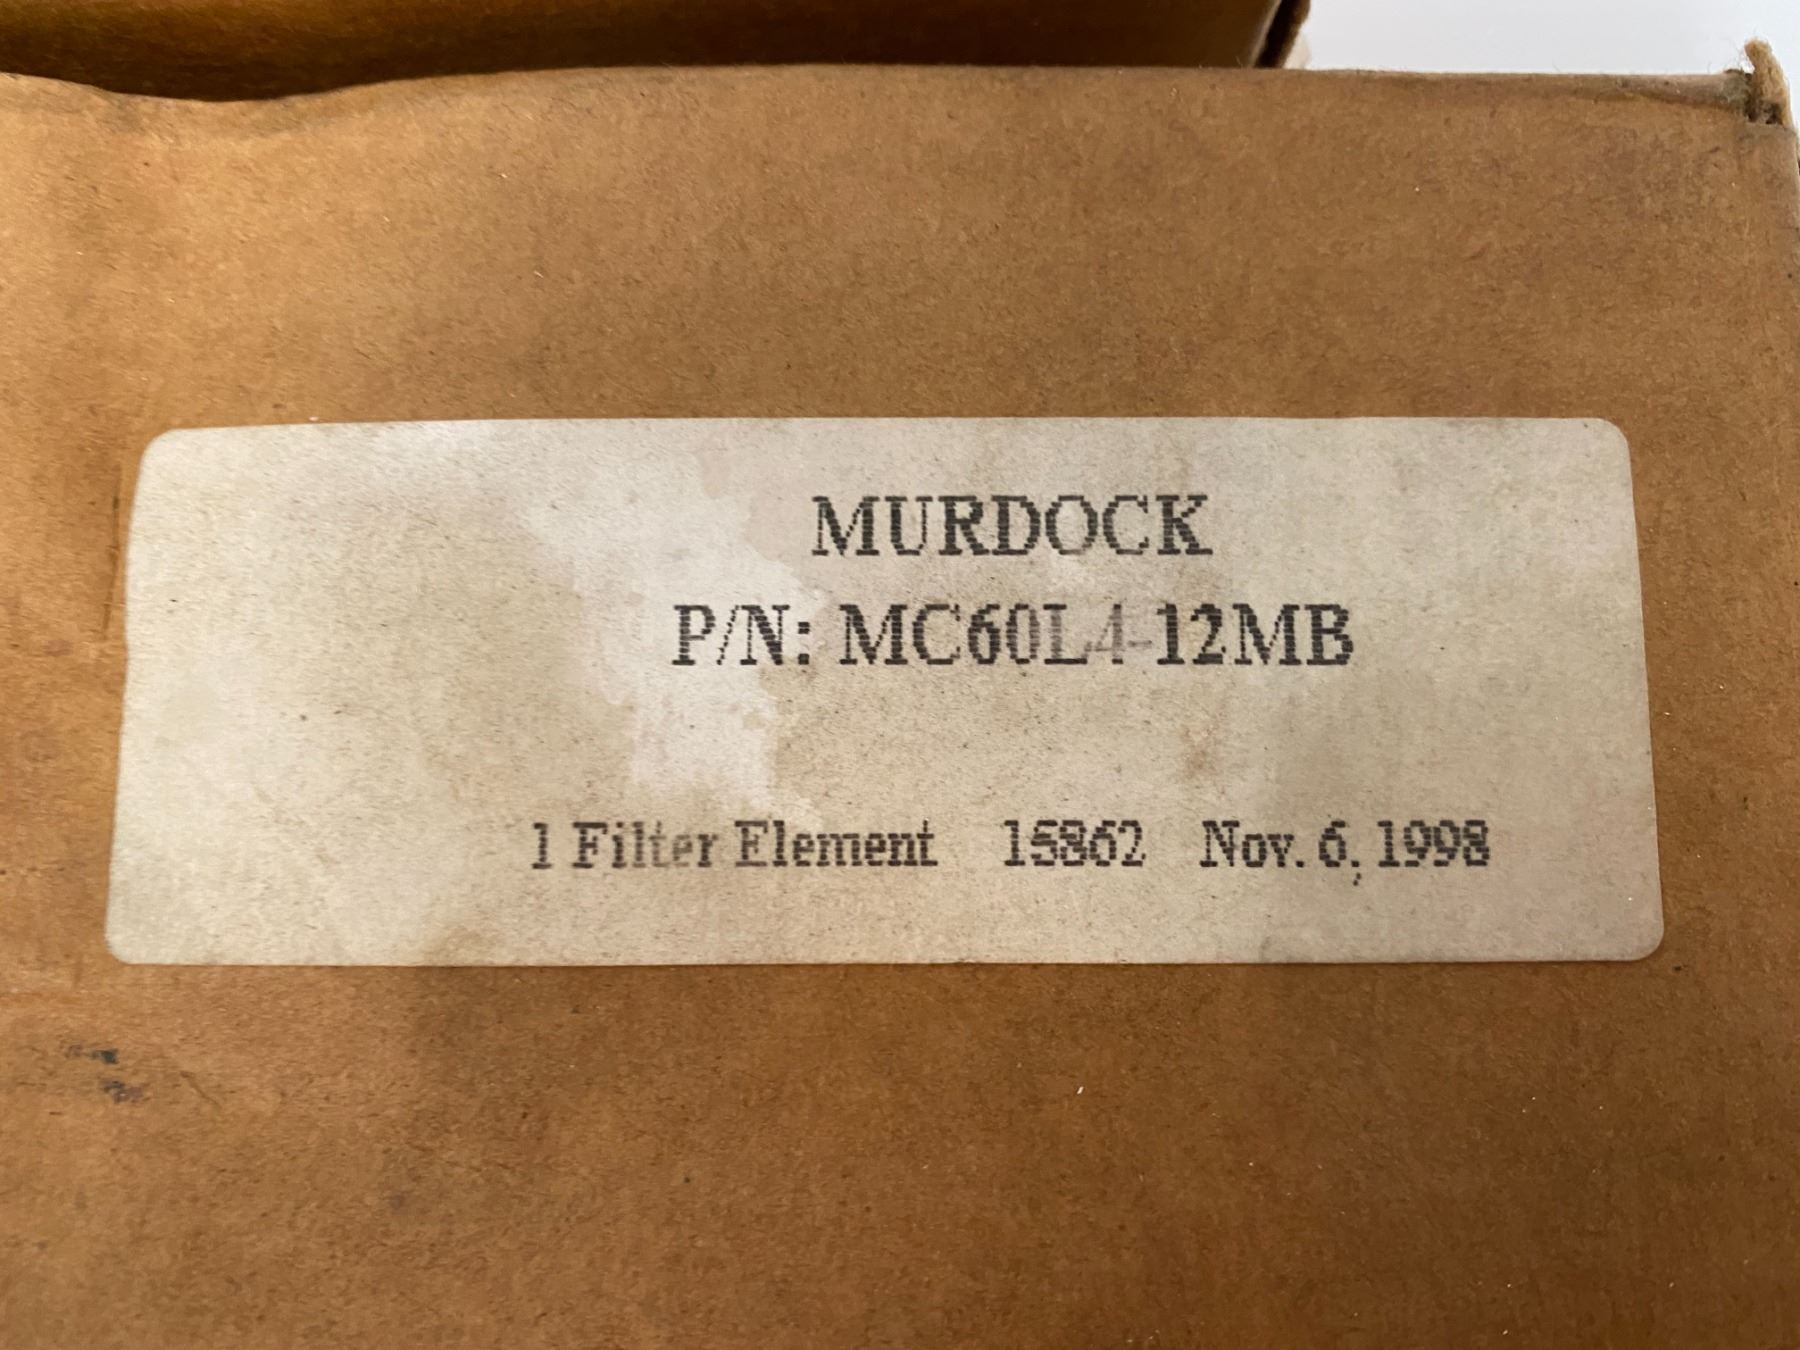 MURDOCK
P/N: MC60L4-12MB
1 Filter Element 15862 Nov. 6, 1998